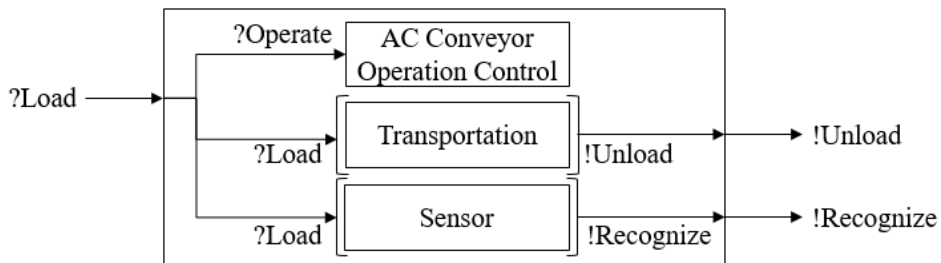 ?Operate
AC Conveyor
Operation Control
?Load
Transportation
!Unload
?Load
!Unload
Sensor
!Recognize
?Load
!Recognize